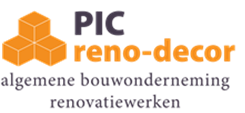 PIC
reno-decor
algemene bouwonderneming
renovatiewerken